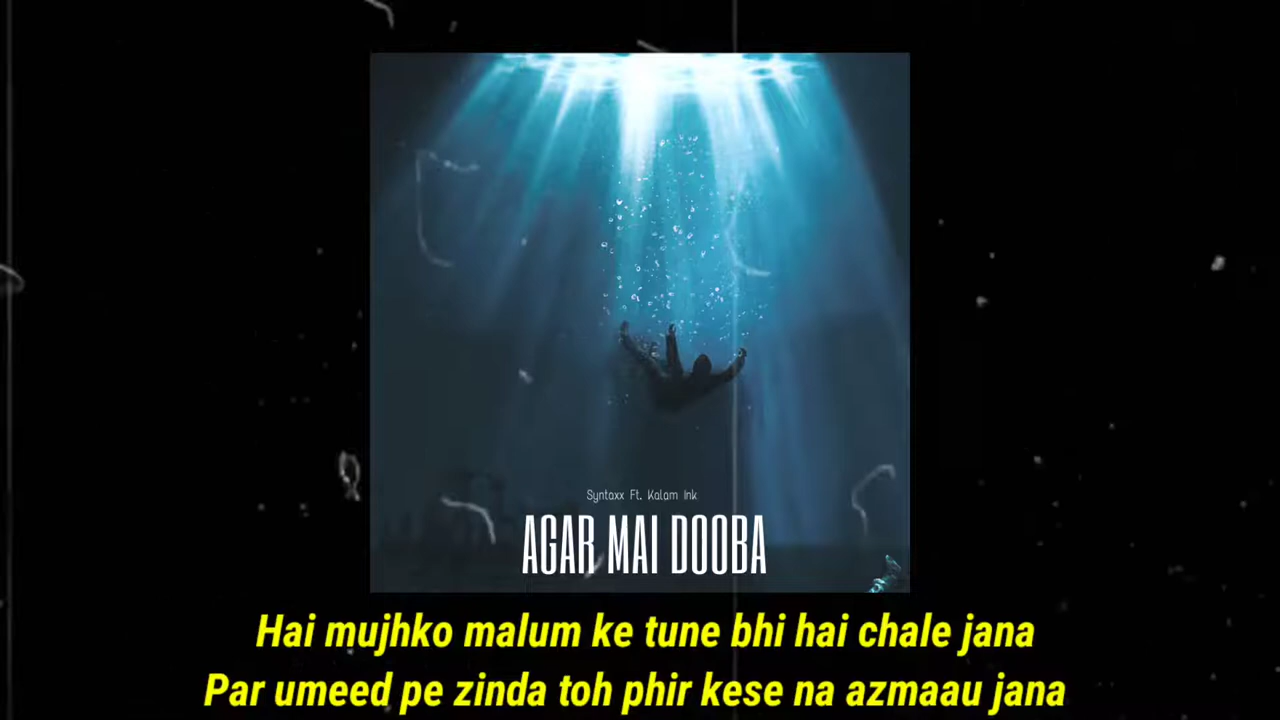 Syntaxx Ft. Kalam Ink
AGAR MAI DOOBA
Hai mujhko malum ke tune bhi hai chale jana
Par umeed pe zinda toh phir kese na azmaau jana